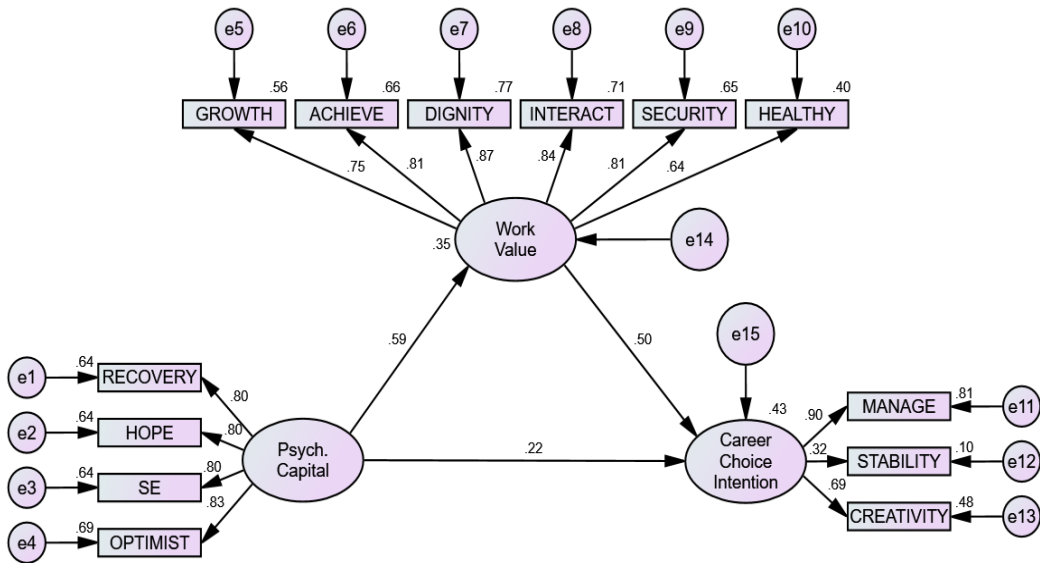 e5 e6 e7 e8 e9 e10
.56 .66 .77 .71 .65 .40
GROWTH ACHIEVE DIGNITY INTERACT SECURITY HEALTHY
.75 .81 .87 .84 .81 .64
Work
Value
.35
e14
.59
.50
e15
e1 .64 RECOVERY
.80
e2 .64 HOPE
.80
e3 .64 SE
.80
e4 .69 OPTIMIST
.83
Psych.
Capital
.22
.43
Career
Choice
Intention
.90 MANAGE .81 e11
.32 STABILITY .10 e12
.69 CREATIVITY .48 e13